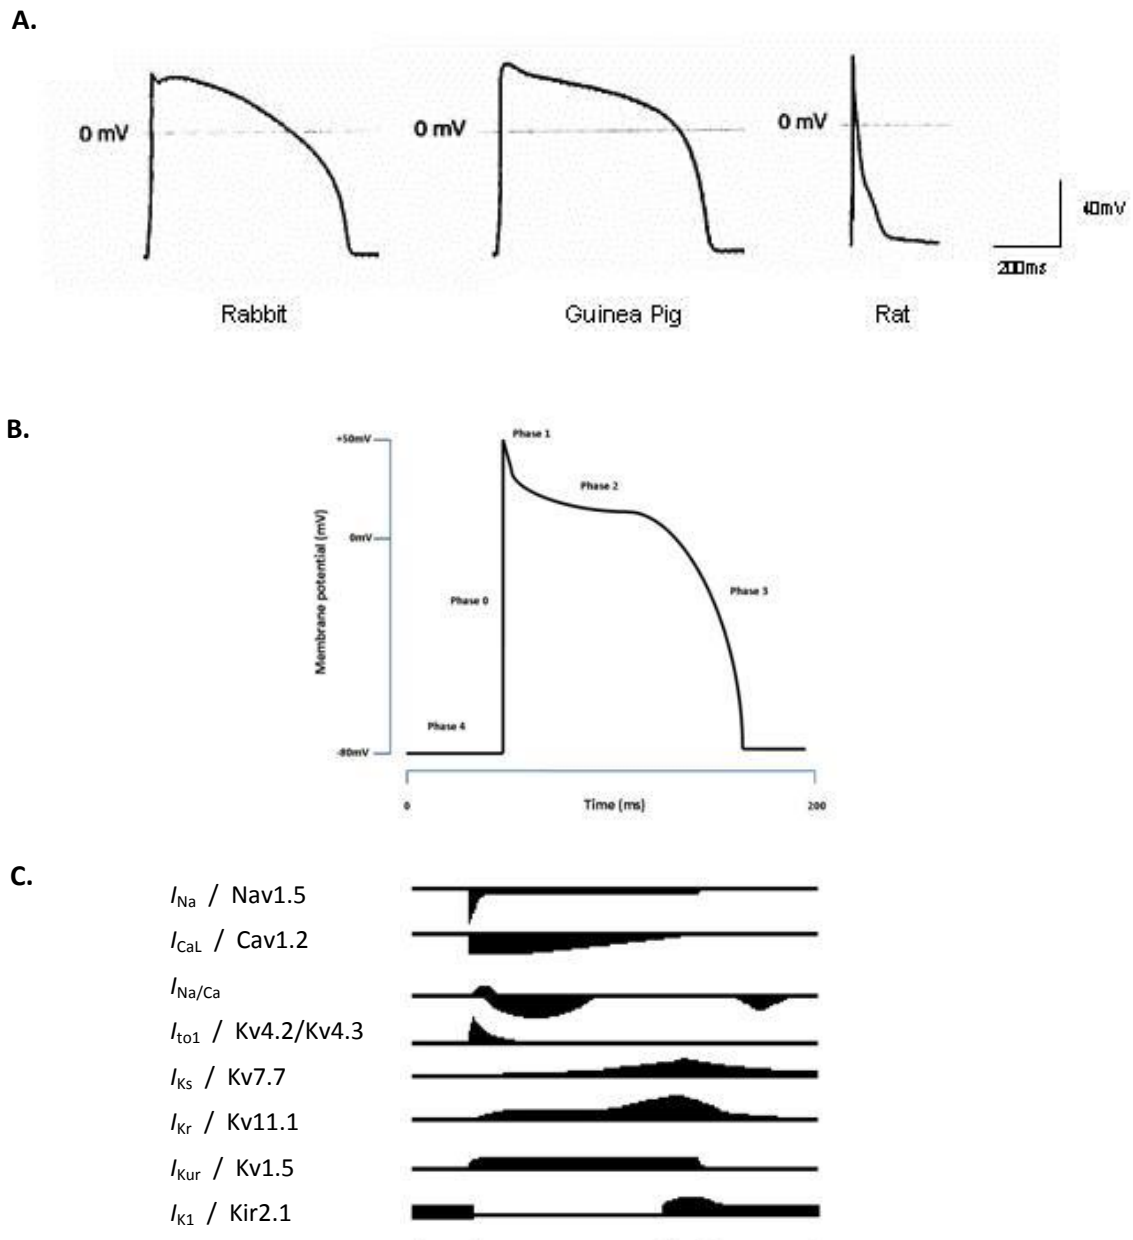 A.
0 mV
0 mV
0 mV
40mV
200ms
Rabbit
Guinea Pig
Rat
B.
+50mV
Phase 1
Phase 2
0mV
Phase 3
Phase 0
Membrane potential (mV)
Phase 4
-80mV
0
Time (ms)
200
C.
INa / Nav1.5
ICaL / Cav1.2
INa/Ca
Ito1 / Kv4.2/Kv4.3
IKs / Kv7.7
IKr / Kv11.1
IKur / Kv1.5
IK1 / Kir2.1